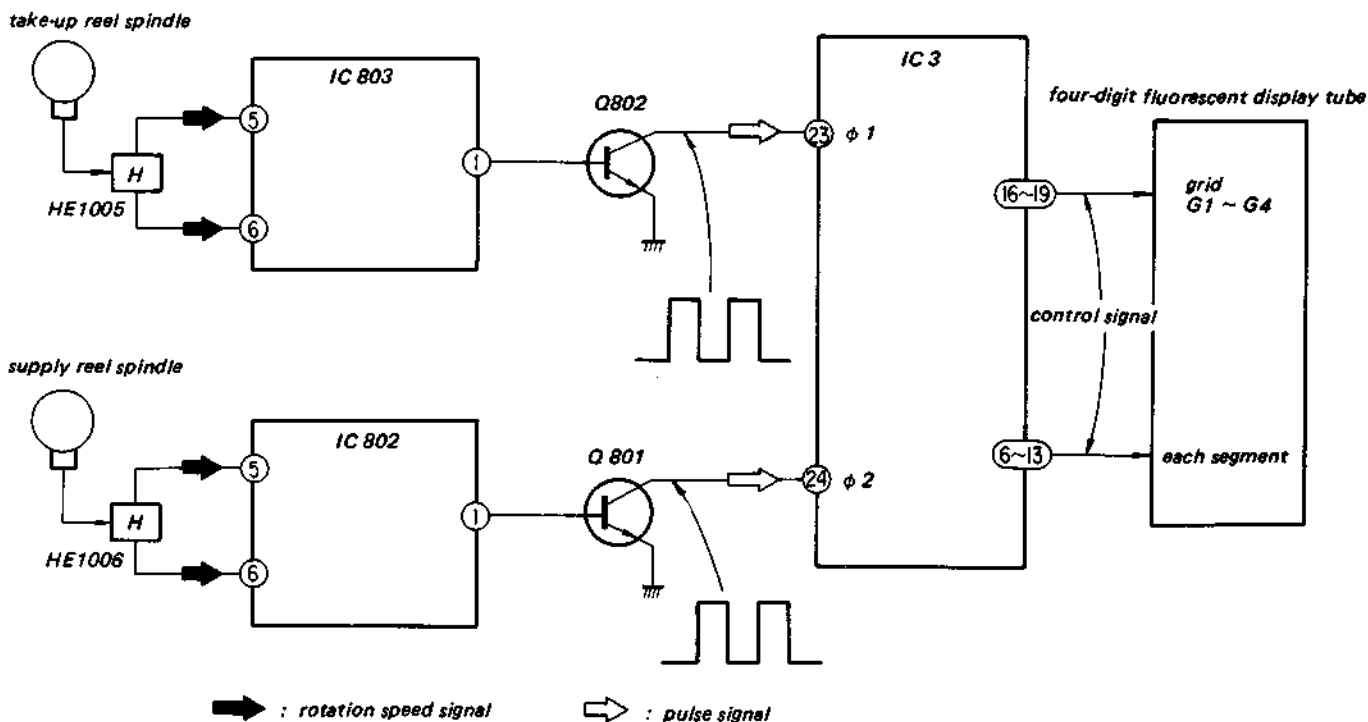 take-up reel spindle
IC 803
Q802
IC 3
four-digit fluorescent display tube
5
23 φ 1
1
H
16~19
grid
G1 ~ G4
HE1005
6
control signal
supply reel spindle
IC 802
Q 801
6~13
each segment
5
24 φ 2
1
H
HE1006
6
: rotation speed signal
: pulse signal